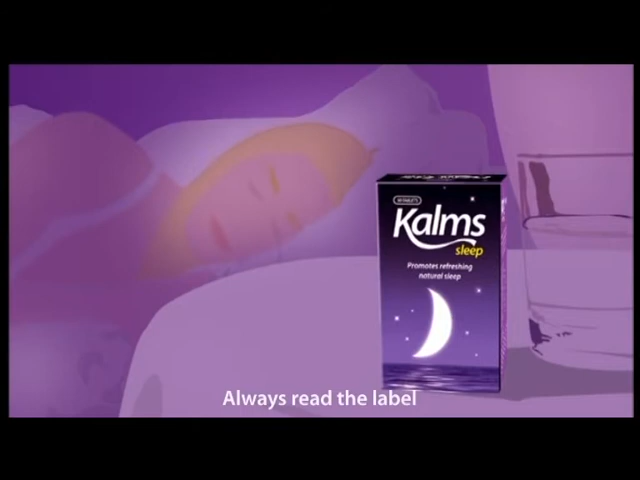 Kalms
sleep
Promotes refreshing
natural sleep
Always read the label